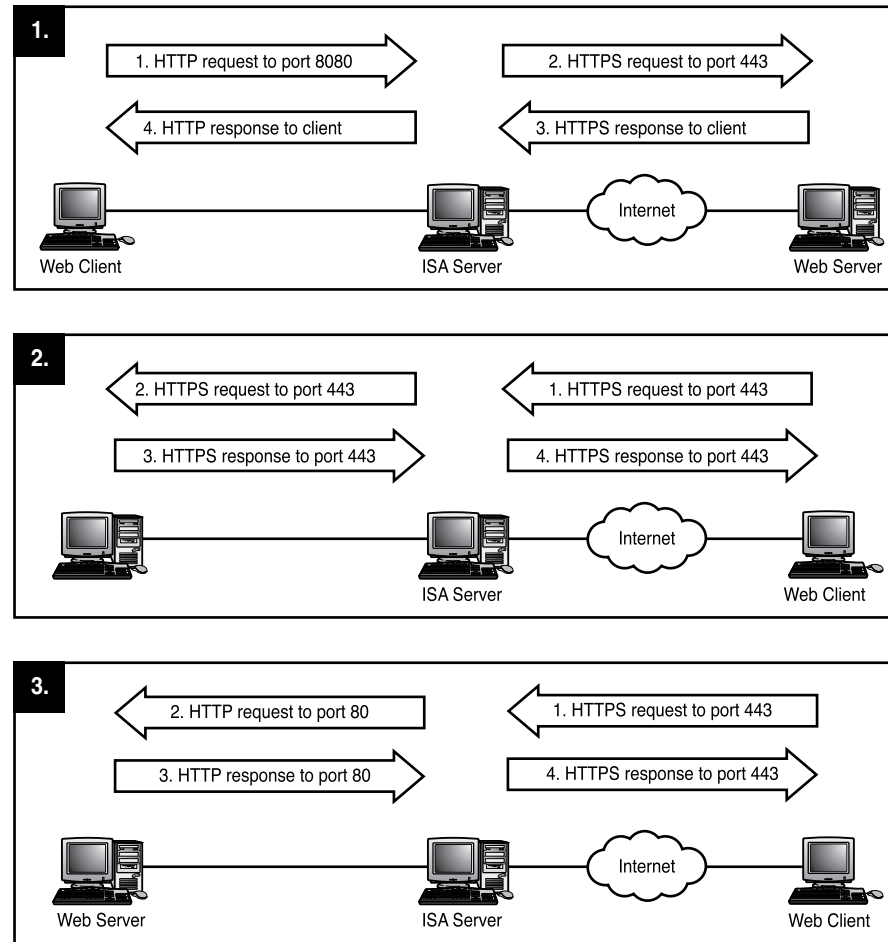 1.
1. HTTP request to port 8080
2. HTTPS request to port 443
4. HTTP response to client
3. HTTPS response to client
Internet
Web Client
ISA Server
Web Server
2.
2. HTTPS request to port 443
1. HTTPS request to port 443
3. HTTPS response to port 443
4. HTTPS response to port 443
Internet
ISA Server
Web Client
3.
2. HTTP request to port 80
1. HTTPS request to port 443
3. HTTP response to port 80
4. HTTPS response to port 443
Internet
Web Server
ISA Server
Web Client